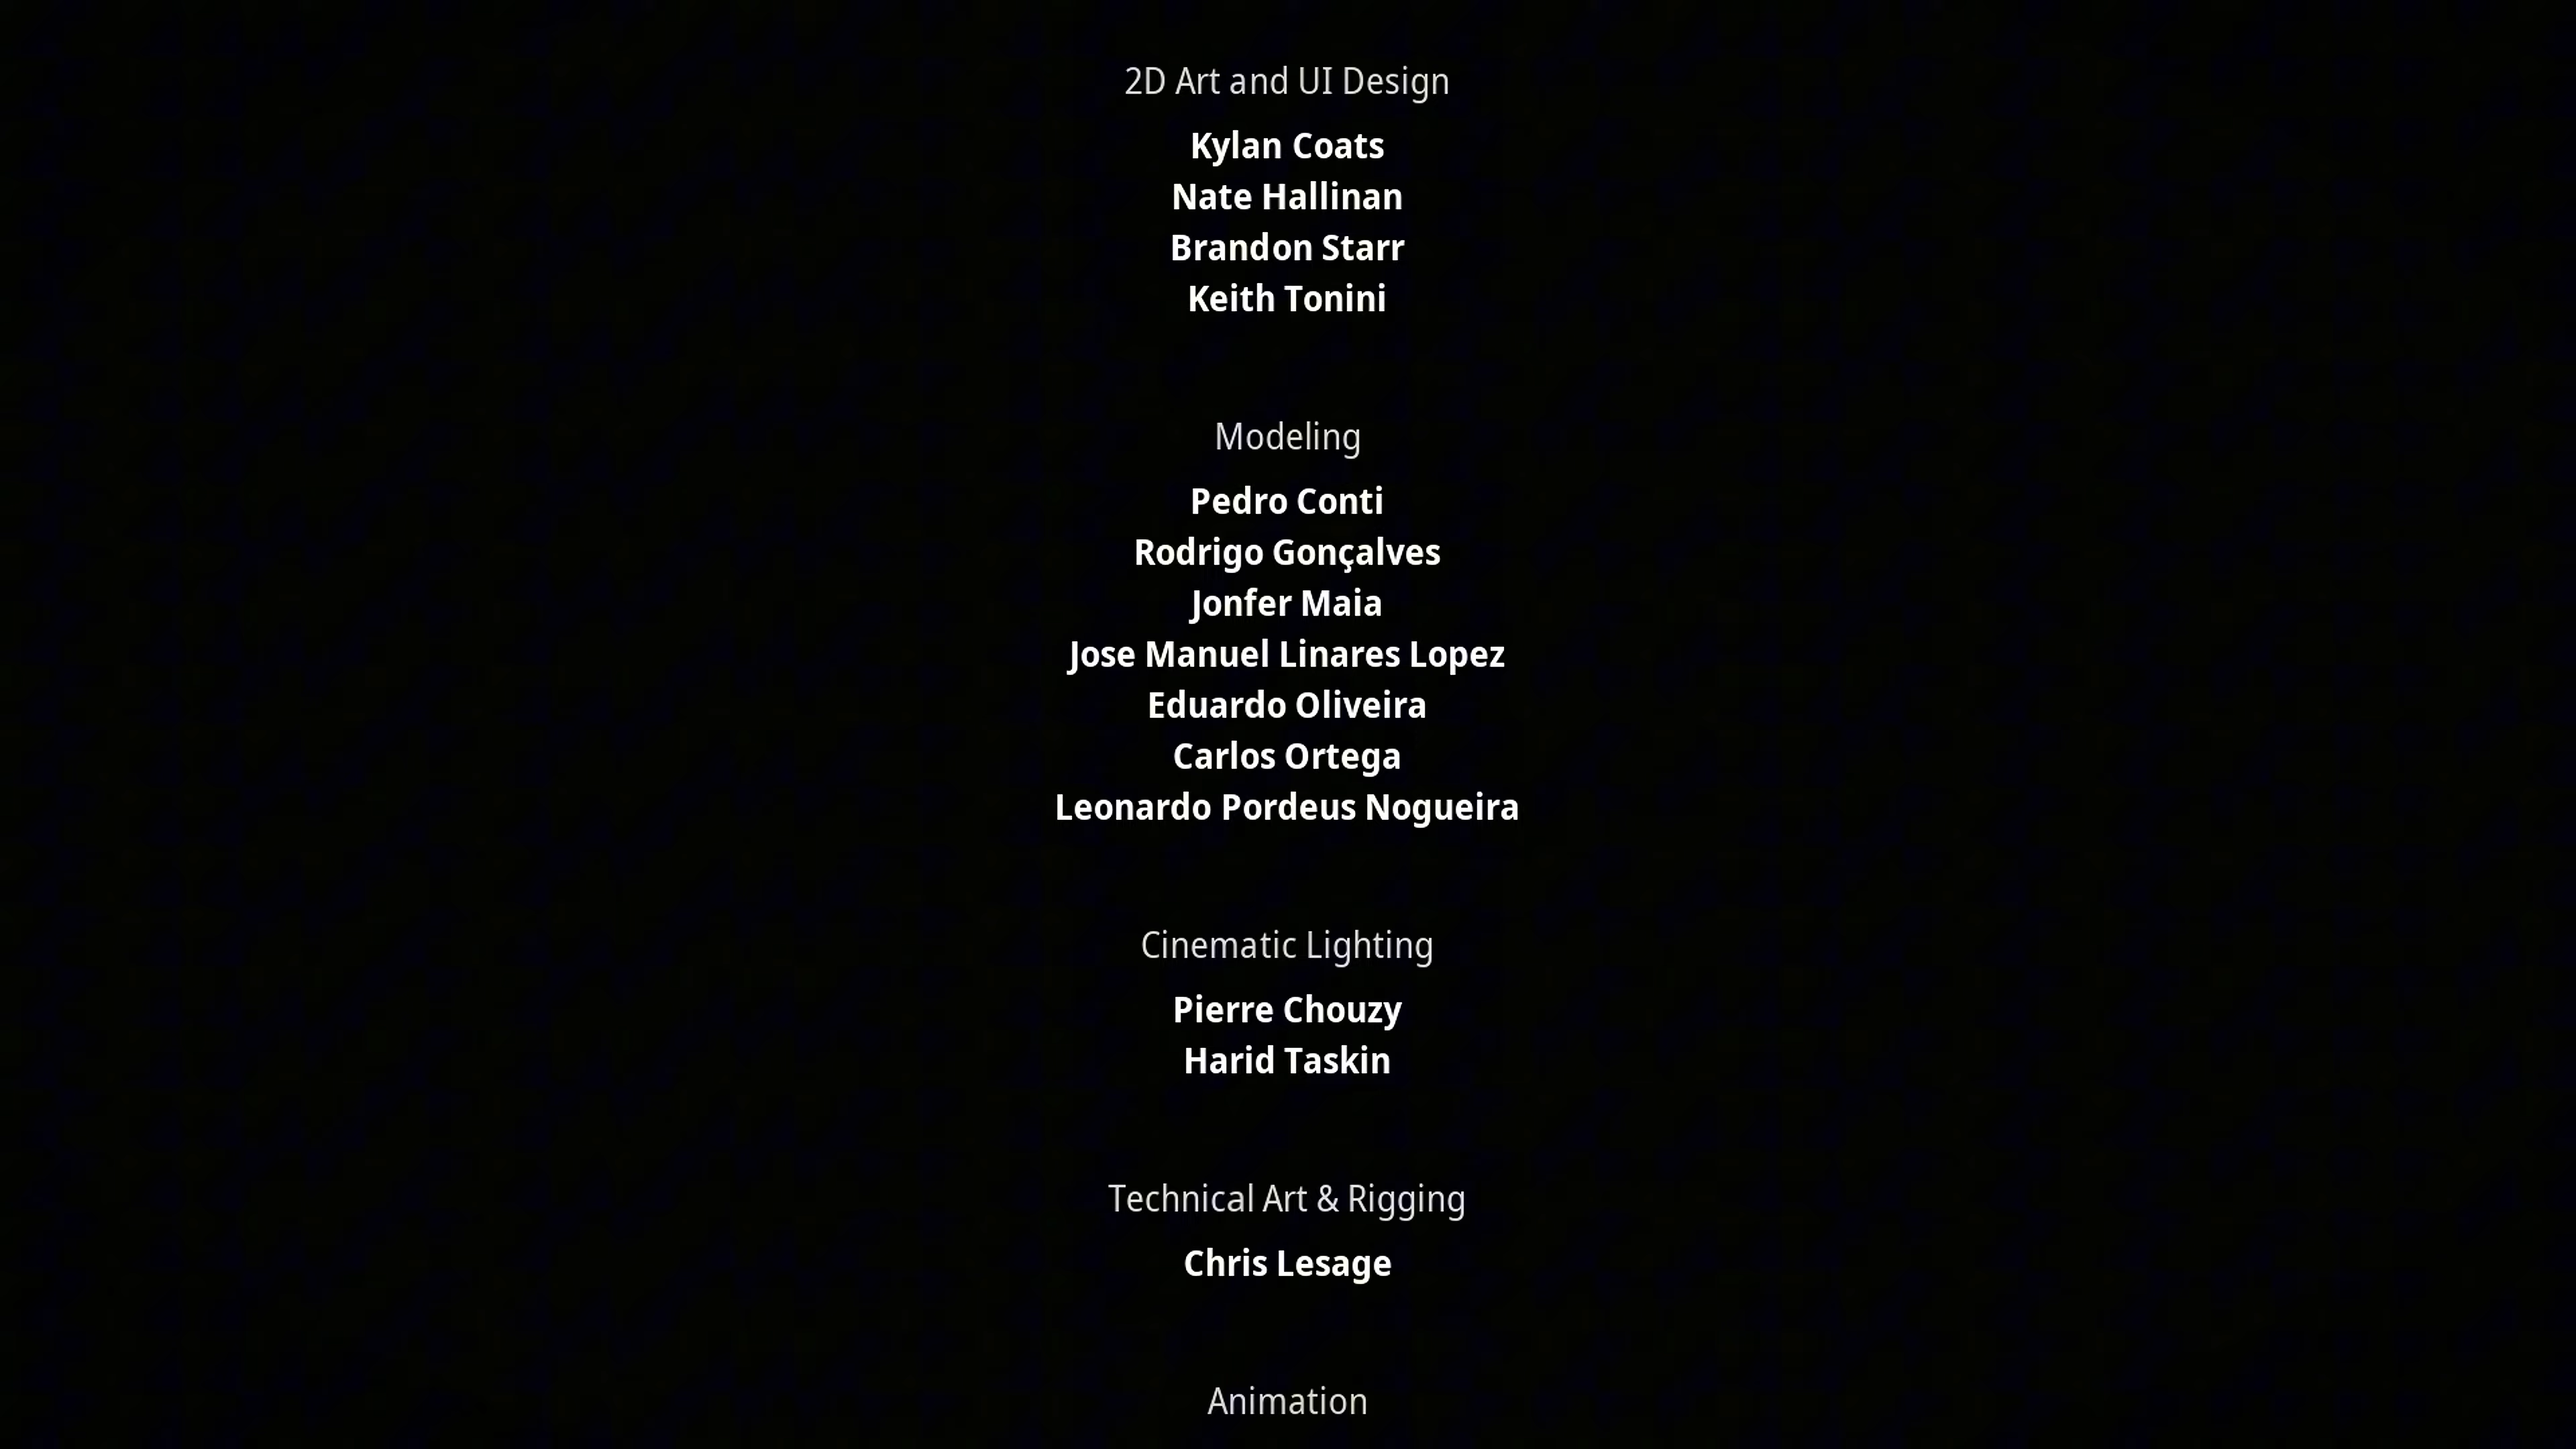 2D Art and UI Design
Kylan Coats
Nate Hallinan
Brandon Starr
Keith Tonini
Modeling
Pedro Conti
Rodrigo Gonçalves
Jonfer Maia
Jose Manuel Linares Lopez
Eduardo Oliveira
Carlos Ortega
Leonardo Pordeus Nogueira
Cinematic Lighting
Pierre Chouzy
Harid Taskin
Technical Art & Rigging
Chris Lesage
Animation